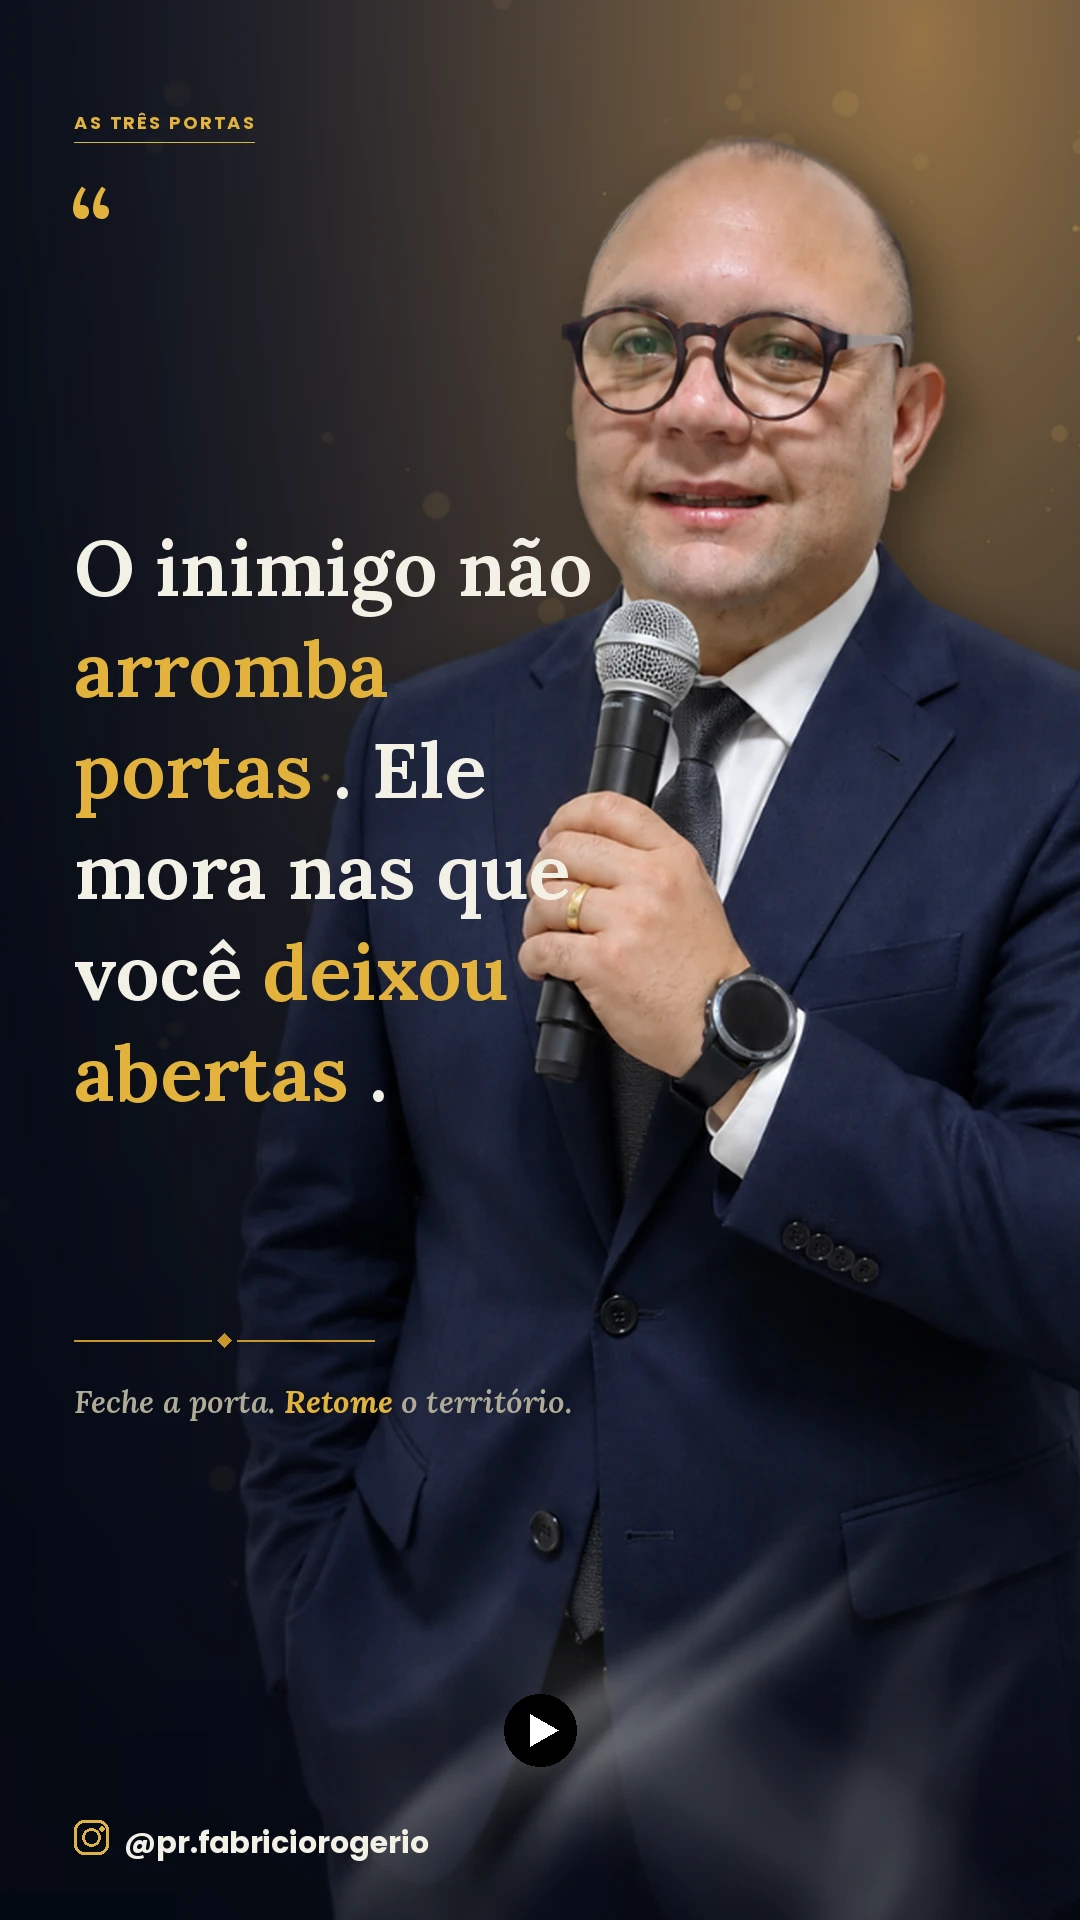 AS TRÊS PORTAS
“
O inimigo não
arromba
portas . Ele
mora nas que
você deixou
abertas .
Feche a porta. Retome o território.
@pr.fabriciorogerio